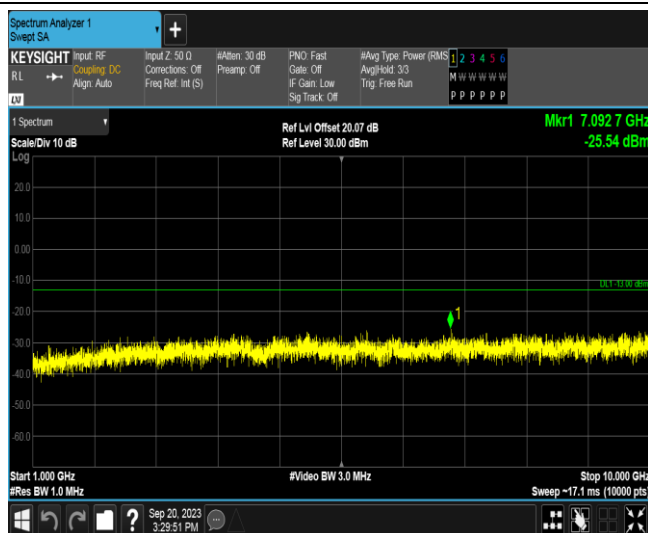 Spectrum Analyzer 1
Swept SA
KEYSIGHT
RL
LXI
Input: RF
Coupling: DC
Align: Auto
Input Z: 50 Ω
Corrections: Off
Freq Ref: Int (S)
#Atten: 30 dB
Preamp: Off
PNO: Fast
Gate: Off
IF Gain: Low
Sig Track: Off
#Avg Type: Power (RMS
Avg|Hold: 3/3
Trig: Free Run
1 2 3 4 5 6
M W W W W W
P P P P P P
1 Spectrum
Scale/Div 10 dB
Ref Lvl Offset 20.07 dB
Ref Level 30.00 dBm
Mkr1 7.092 7 GHz
-25.54 dBm
Log
20.0
10.0
0.00
-10.0
DL1 -13.00 dBm
-20.0
1
-30.0
-40.0
-50.0
-60.0
Start 1.000 GHz
#Res BW 1.0 MHz
#Video BW 3.0 MHz
Stop 10.000 GHz
Sweep ~17.1 ms (10000 pts)
?
Sep 20, 2023
3:29:51 PM